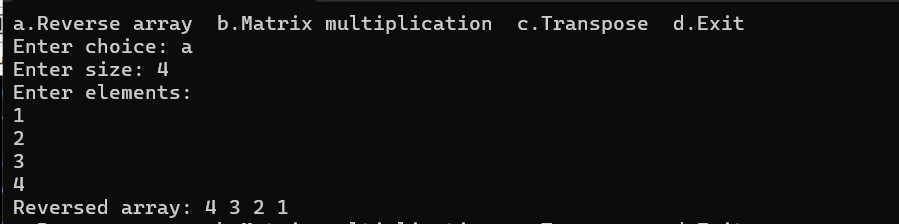 a.Reverse array  b.Matrix multiplication  c.Transpose  d.Exit
Enter choice: a
Enter size: 4
Enter elements:
1
2
3
4
Reversed array: 4 3 2 1